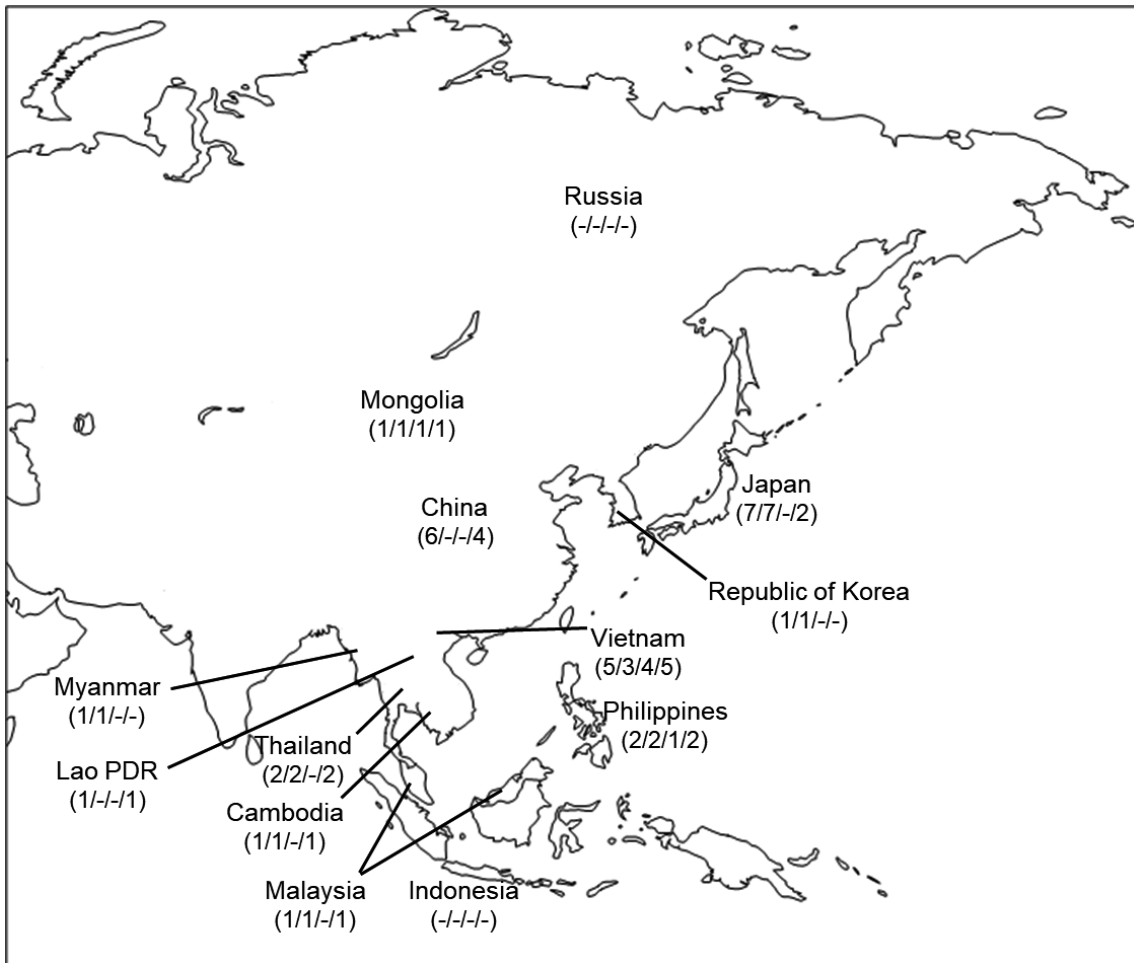 Russia
(-/-/-/-)
Mongolia
(1/1/1/1)
China
(6/-/-/4)
Japan
(7/7/-/2)
Republic of Korea
(1/1/-/-)
Vietnam
(5/3/4/5)
Myanmar
(1/1/-/-)
Philippines
(2/2/1/2)
Thailand
(2/2/-/2)
Lao PDR
(1/-/-/1)
Cambodia
(1/1/-/1)
Malaysia
(1/1/-/1)
Indonesia
(-/-/-/-)